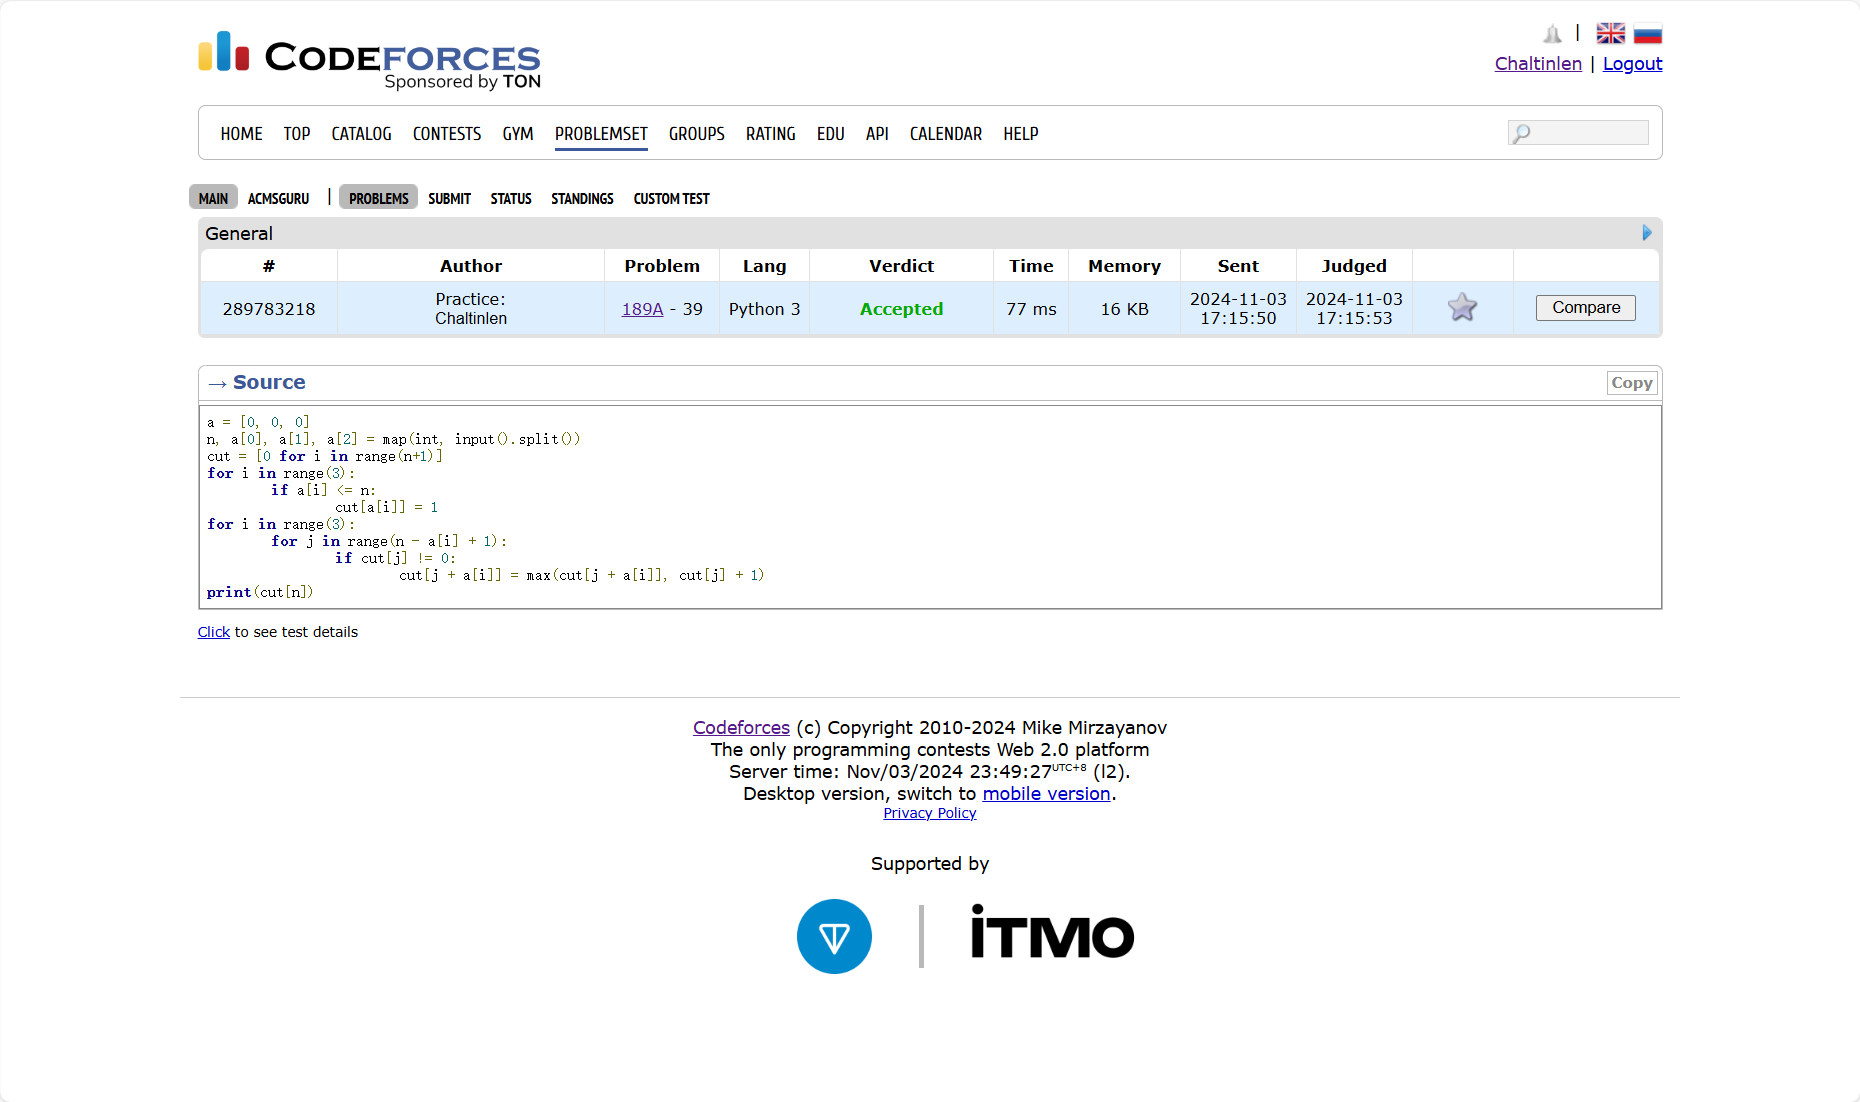 CODEFORCES
Sponsored by TON
|
Chaltinlen | Logout
HOME TOP CATALOG CONTESTS GYM PROBLEMSET GROUPS RATING EDU API CALENDAR HELP
MAIN ACMSGURU | PROBLEMS SUBMIT STATUS STANDINGS CUSTOM TEST
General
# Author Problem Lang Verdict Time Memory Sent Judged
289783218 Practice: Chaltinlen 189A - 39 Python 3 Accepted 77 ms 16 KB 2024-11-03 17:15:50 2024-11-03 17:15:53 Compare
→ Source Copy
a = [0, 0, 0]
n, a[0], a[1], a[2] = map(int, input().split())
cut = [0 for i in range(n+1)]
for i in range(3):
        if a[i] <= n:
                cut[a[i]] = 1
for i in range(3):
        for j in range(n - a[i] + 1):
                if cut[j] != 0:
                        cut[j + a[i]] = max(cut[j + a[i]], cut[j] + 1)
print(cut[n])
Click to see test details
Codeforces (c) Copyright 2010-2024 Mike Mirzayanov
The only programming contests Web 2.0 platform
Server time: Nov/03/2024 23:49:27UTC+8 (l2).
Desktop version, switch to mobile version.
Privacy Policy
Supported by
iTMO